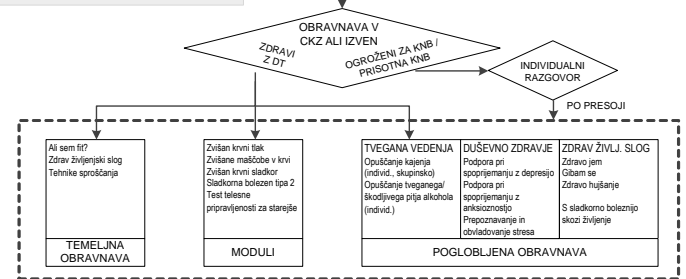 OBRAVNAVA V
CKZ ALI IZVEN
ZDRAVI
Z DT
OGROŽENI ZA KNB /
PRISOTNA KNB
INDIVIDUALNI
RAZGOVOR
PO PRESOJI
Ali sem fit?
Zdrav življenjski slog
Tehnike sproščanja
TEMELJNA
OBRAVNAVA
Zvišan krvni tlak
Zvišane maščobe v krvi
Zvišan krvni sladkor
Sladkorna bolezen tipa 2
Test telesne
pripravljenosti za starejše
MODULI
TVEGANA VEDENJA
Opuščanje kajenja
(individ., skupinsko)
Opuščanje tveganega/
škodljivega pitja alkohola
(individ.)
DUŠEVNO ZDRAVJE
Podpora pri
spoprijemanju z depresijo
Podpora pri
spoprijemanju z
anksioznostjo
Prepoznavanje in
obvladovanje stresa
ZDRAV ŽIVLJ. SLOG
Zdravo jem
Gibam se
Zdravo hujšanje
S sladkorno boleznijo
skozi življenje
POGLOBLJENA OBRAVNAVA